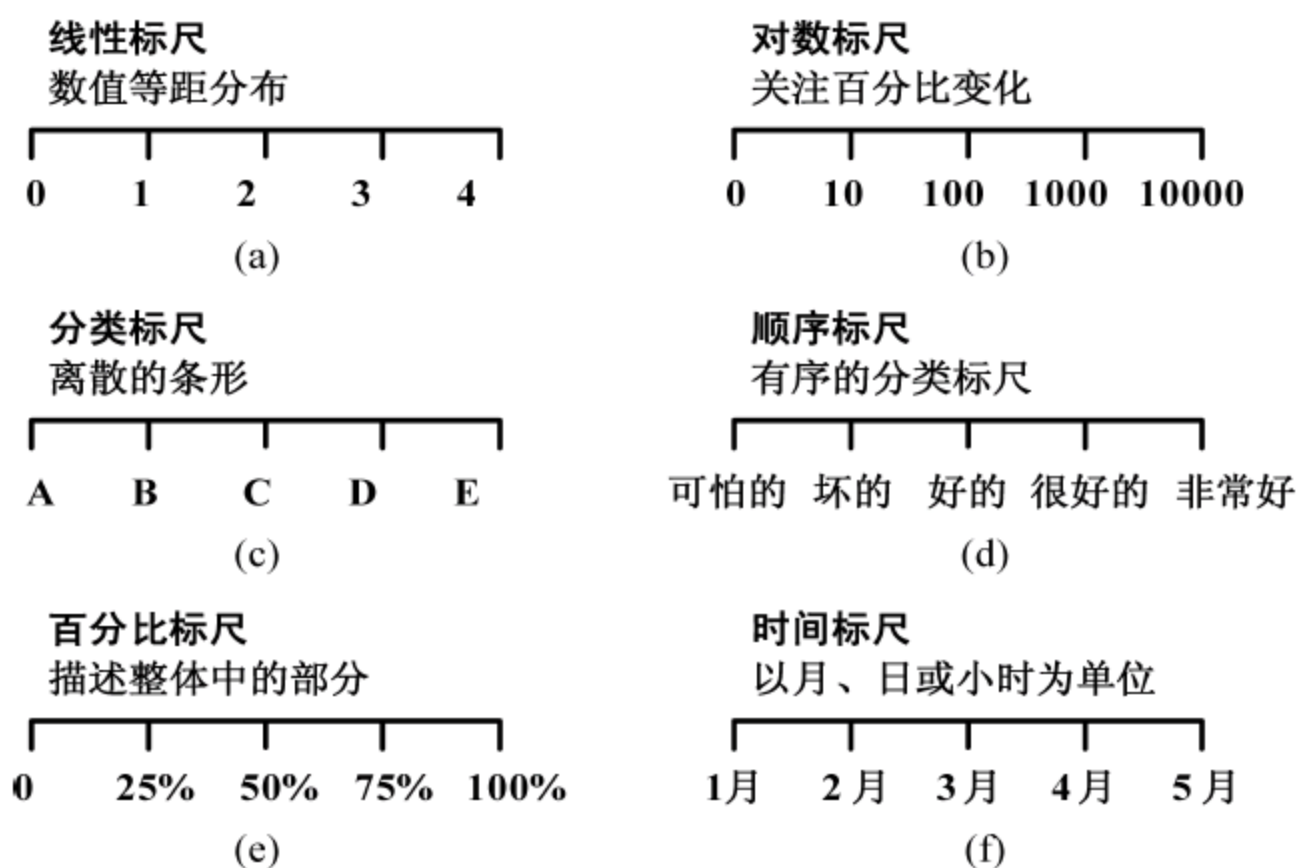 线性标尺
数值等距分布
0 1 2 3 4
(a)
对数标尺
关注百分比变化
0 10 100 1000 10000
(b)
分类标尺
离散的条形
A B C D E
(c)
顺序标尺
有序的分类标尺
可怕的 坏的 好的 很好的 非常好
(d)
百分比标尺
描述整体中的部分
0 25% 50% 75% 100%
(e)
时间标尺
以月、日或小时为单位
1月 2月 3月 4月 5月
(f)